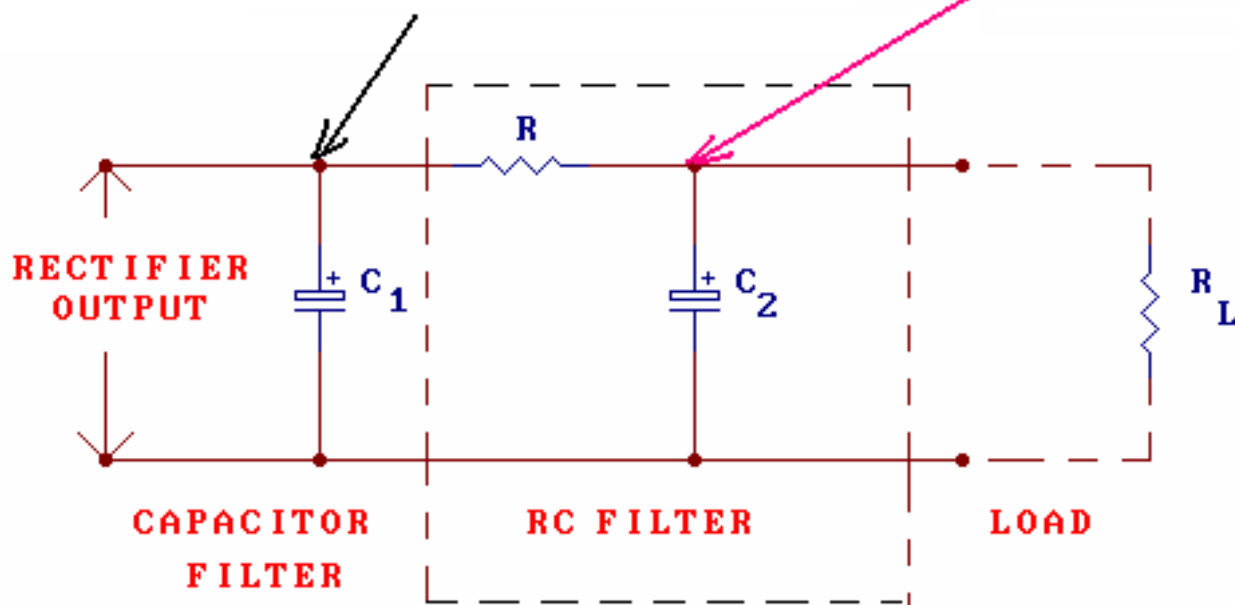 R
RECTIFIER
OUTPUT
+ C1
+ C2
RL
CAPACITOR
FILTER
RC FILTER
LOAD